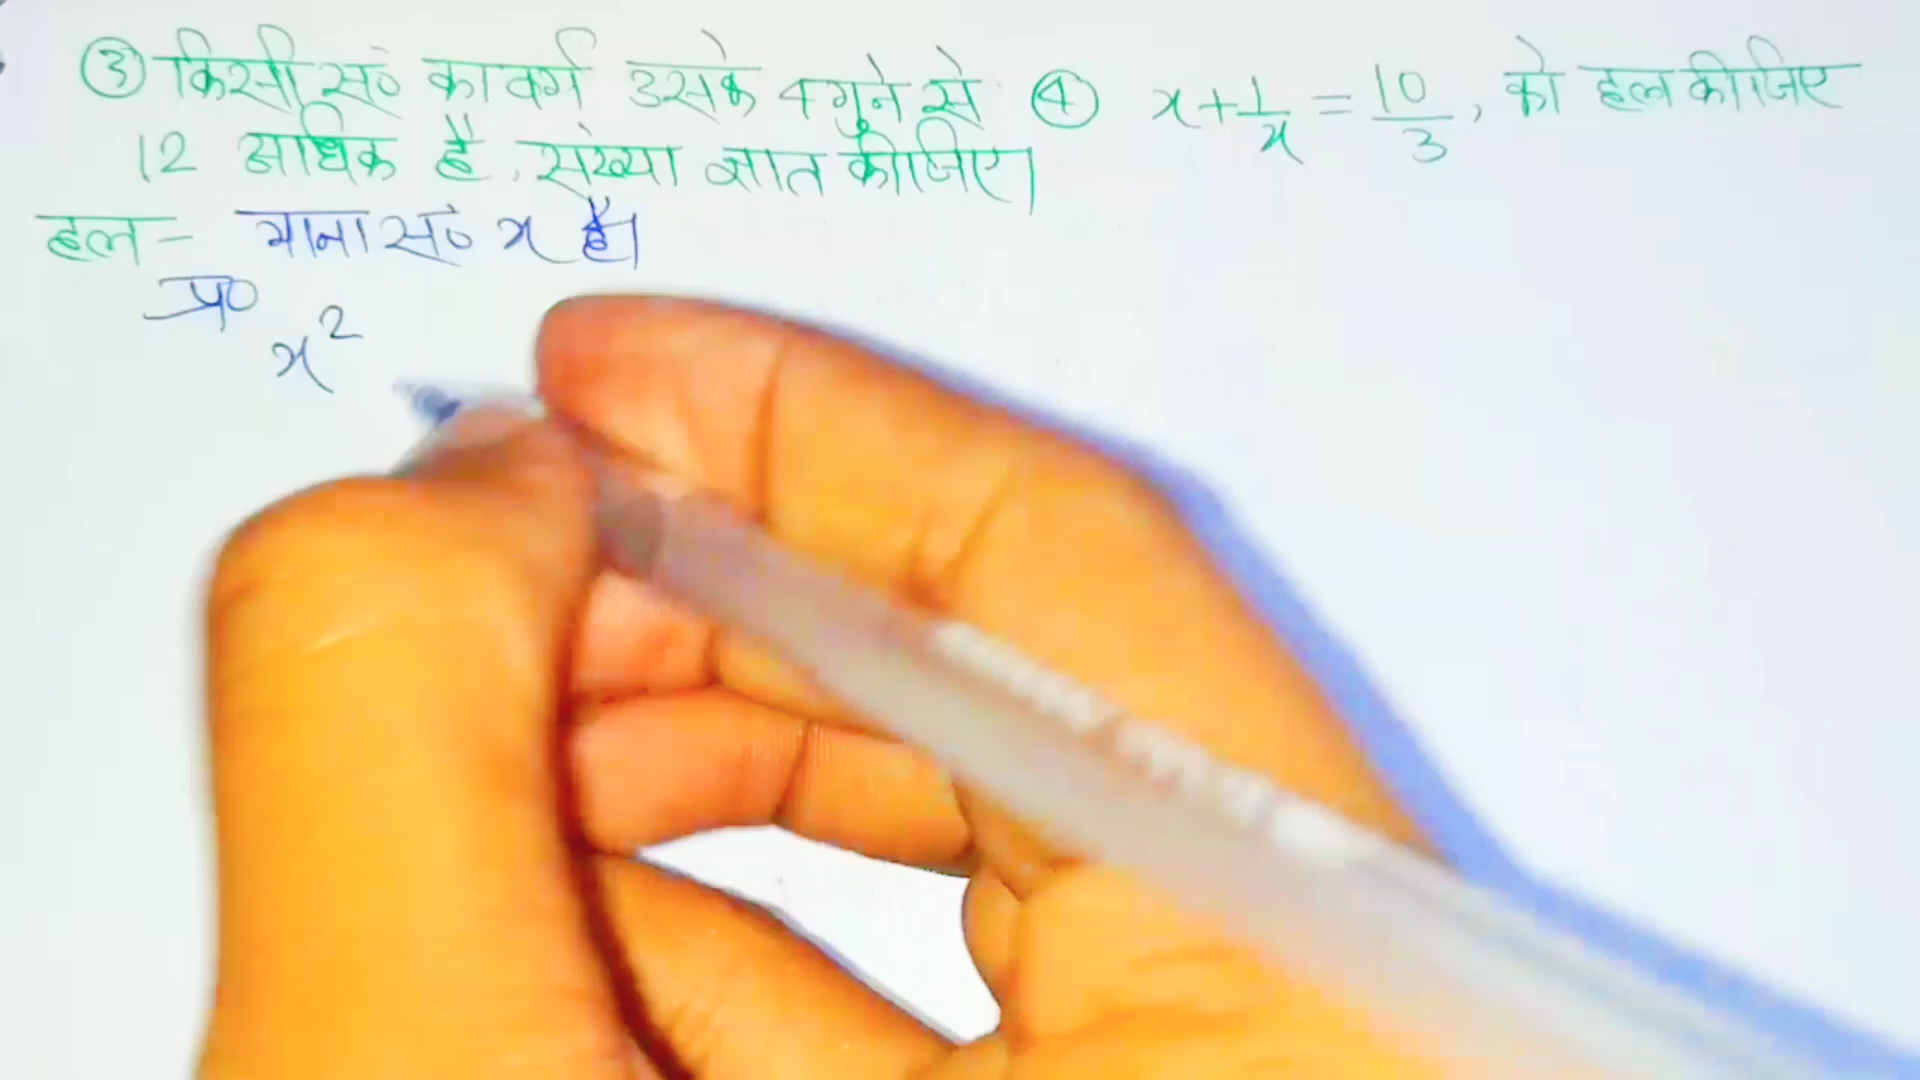 ③ किसी सं० का वर्ग उसके 4 गुने से
12 अधिक है, संख्या ज्ञात कीजिए।
हल - माना सं० x है।
प्र०
x²
④ x + 1/x = 10/3, को हल कीजिए